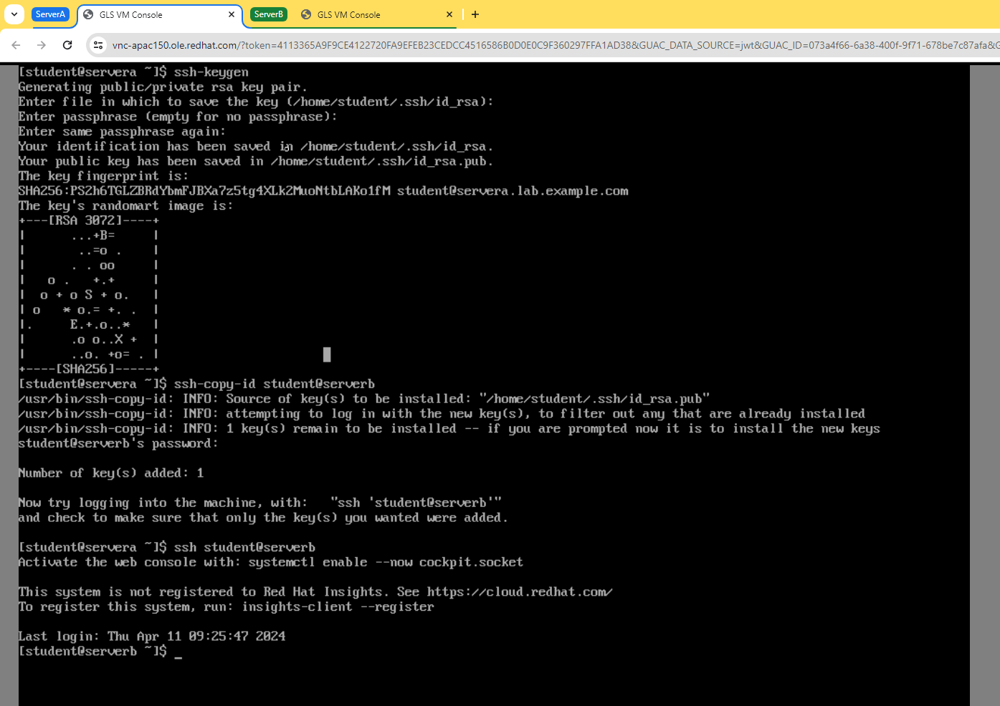 ServerA GLS VM Console ServerB GLS VM Console
vnc-apac150.ole.redhat.com/?token=4113365A9F9CE4122720FA9EFEB23CEDCC4516586B0D0E0C9F360297FFA1AD38&GUAC_DATA_SOURCE=jwt&GUAC_ID=073a4f66-6a38-400f-9f71-678be7c87afa&G
[student@servera ~]$ ssh-keygen
Generating public/private rsa key pair.
Enter file in which to save the key (/home/student/.ssh/id_rsa):
Enter passphrase (empty for no passphrase):
Enter same passphrase again:
Your identification has been saved in /home/student/.ssh/id_rsa.
Your public key has been saved in /home/student/.ssh/id_rsa.pub.
The key fingerprint is:
SHA256:PS2h6TGLZBRdYbmFJBXa7z5tg4XLk2MuoNtbLAKo1fM student@servera.lab.example.com
The key's randomart image is:
+---[RSA 3072]----+
|      ...+B=     |
|       ..=o .    |
|      . . oo     |
|   o .   +.+     |
|  o + o S + o.   |
| o   * o.= +. .  |
|.     E.+.o..*   |
|      .o o..X +  |
|      ..o. +o= . |
+----[SHA256]-----+
[student@servera ~]$ ssh-copy-id student@serverb
/usr/bin/ssh-copy-id: INFO: Source of key(s) to be installed: "/home/student/.ssh/id_rsa.pub"
/usr/bin/ssh-copy-id: INFO: attempting to log in with the new key(s), to filter out any that are already installed
/usr/bin/ssh-copy-id: INFO: 1 key(s) remain to be installed -- if you are prompted now it is to install the new keys
student@serverb's password:
Number of key(s) added: 1
Now try logging into the machine, with:   "ssh 'student@serverb'"
and check to make sure that only the key(s) you wanted were added.
[student@servera ~]$ ssh student@serverb
Activate the web console with: systemctl enable --now cockpit.socket
This system is not registered to Red Hat Insights. See https://cloud.redhat.com/
To register this system, run: insights-client --register
Last login: Thu Apr 11 09:25:47 2024
[student@serverb ~]$ _